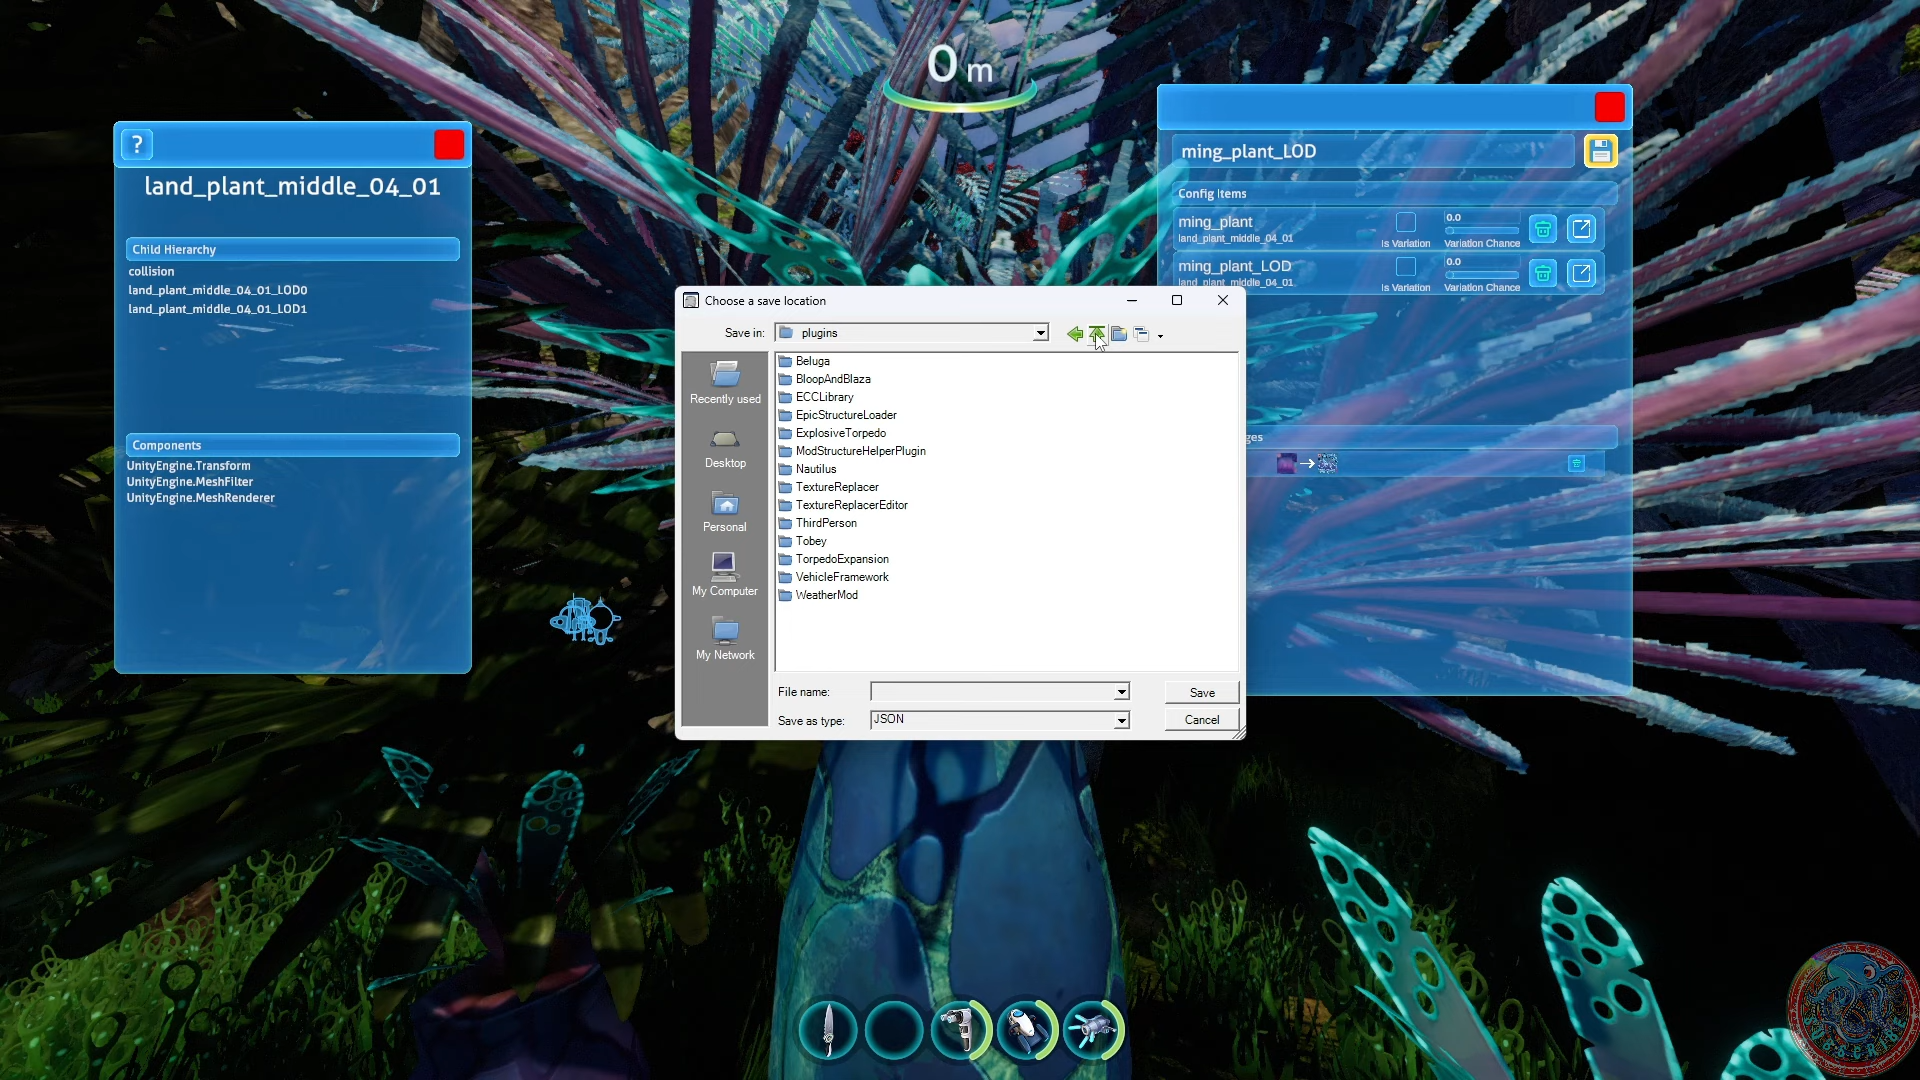 0 m
?
land_plant_middle_04_01
Child Hierarchy
collision
land_plant_middle_04_01_LOD0
land_plant_middle_04_01_LOD1
Components
UnityEngine.Transform
UnityEngine.MeshFilter
UnityEngine.MeshRenderer
ming_plant_LOD
Config Items
ming_plant
land_plant_middle_04_01
Is Variation
0.0
Variation Chance
ming_plant_LOD
land_plant_middle_04_01
Is Variation
0.0
Variation Chance
ges
Choose a save location
Save in:
plugins
Recently used
Desktop
Personal
My Computer
My Network
Beluga
BloopAndBlaza
ECCLibrary
EpicStructureLoader
ExplosiveTorpedo
ModStructureHelperPlugin
Nautilus
TextureReplacer
TextureReplacerEditor
ThirdPerson
Tobey
TorpedoExpansion
VehicleFramework
WeatherMod
File name:
Save
Save as type:
JSON
Cancel